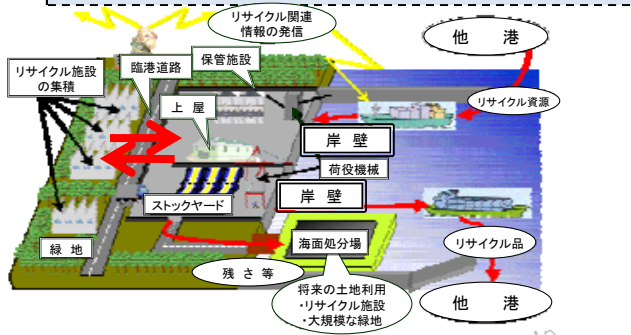 リサイクル関連
情報の発信
他　港
リサイクル施設
の集積
臨港道路
保管施設
リサイクル資源
上 屋
岸 壁
荷役機械
岸 壁
ストックヤード
緑 地
海面処分場
リサイクル品
残 さ 等
将来の土地利用
・リサイクル施設
・大規模な緑地
他　港